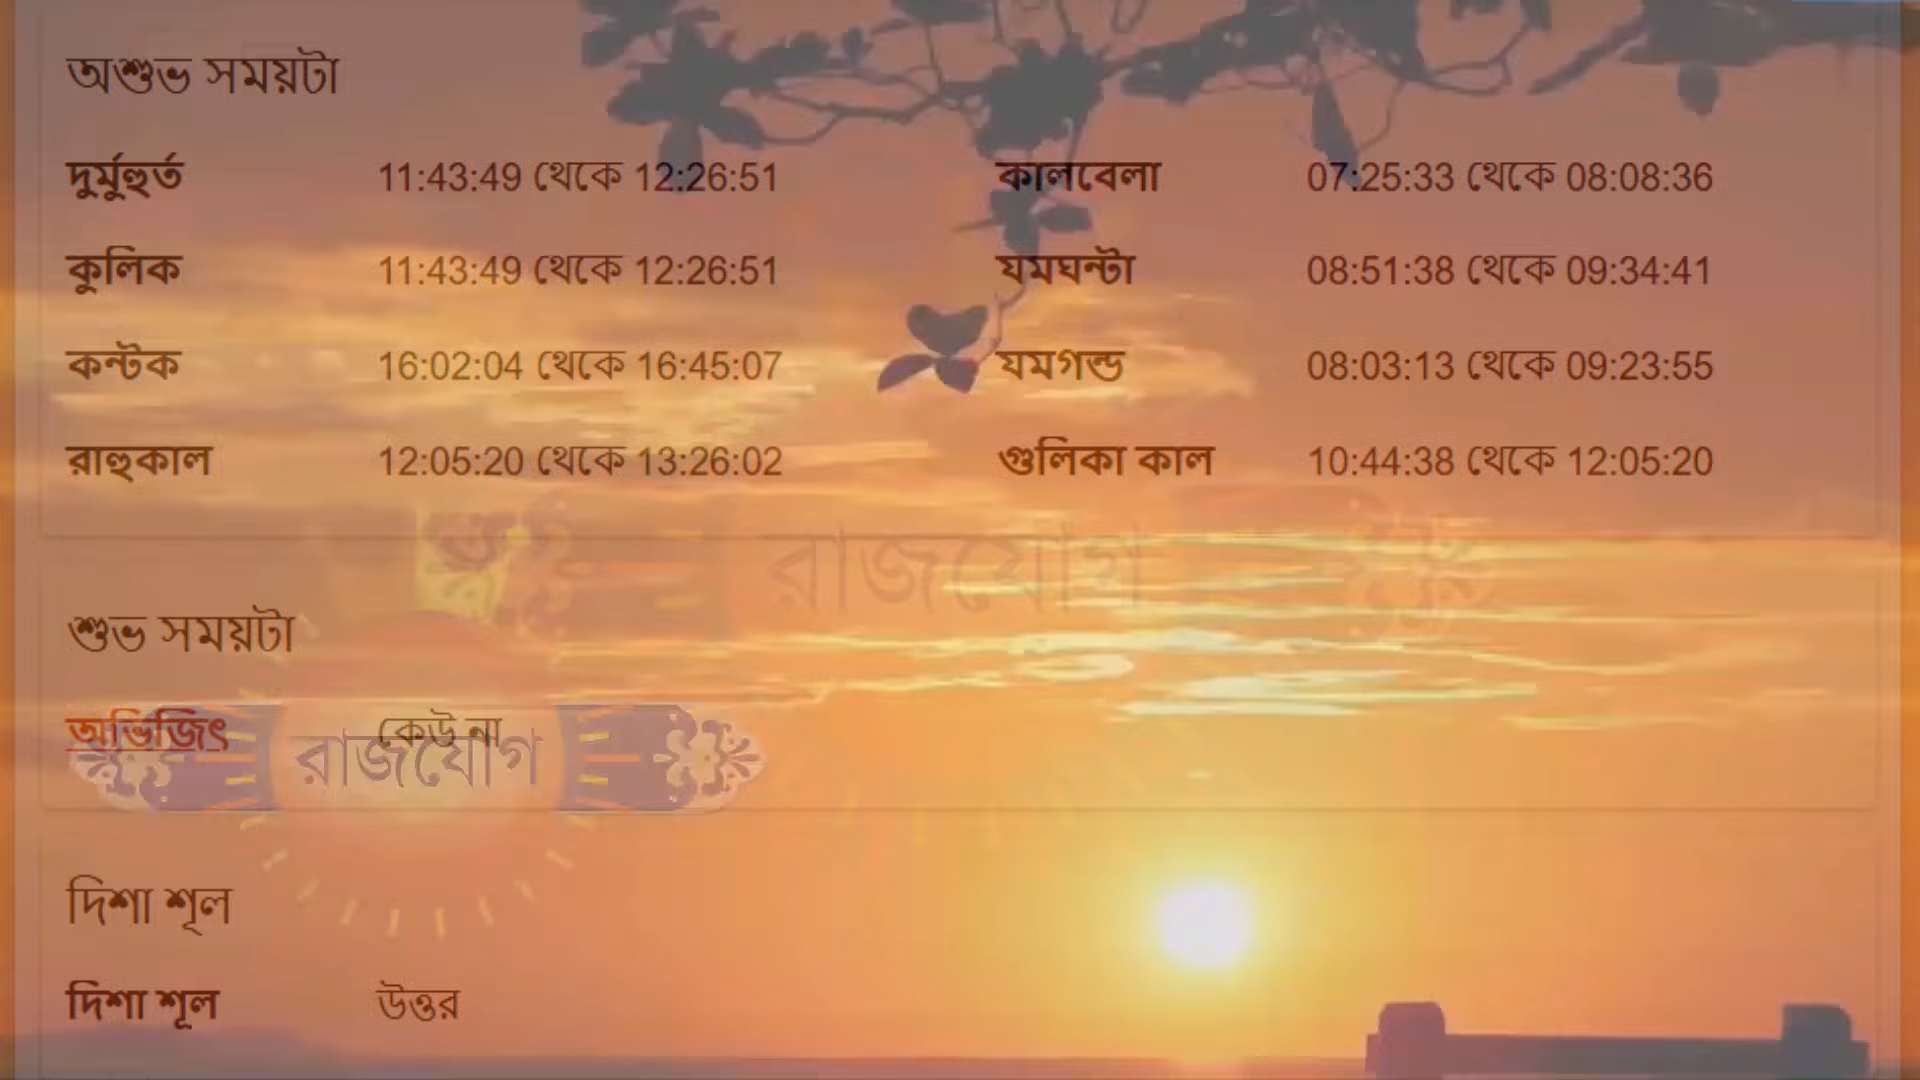 অশুভ সময়টা
দুর্মুহুর্ত 11:43:49 থেকে 12:26:51 কালবেলা 07:25:33 থেকে 08:08:36
কুলিক 11:43:49 থেকে 12:26:51 যমঘন্টা 08:51:38 থেকে 09:34:41
কন্টক 16:02:04 থেকে 16:45:07 যমগন্ড 08:03:13 থেকে 09:23:55
রাহুকাল 12:05:20 থেকে 13:26:02 গুলিকা কাল 10:44:38 থেকে 12:05:20
রাজযোগ
শুভ সময়টা
অভিজিৎ কেউ না
রাজযোগ
দিশা শূল
দিশা শূল উত্তর